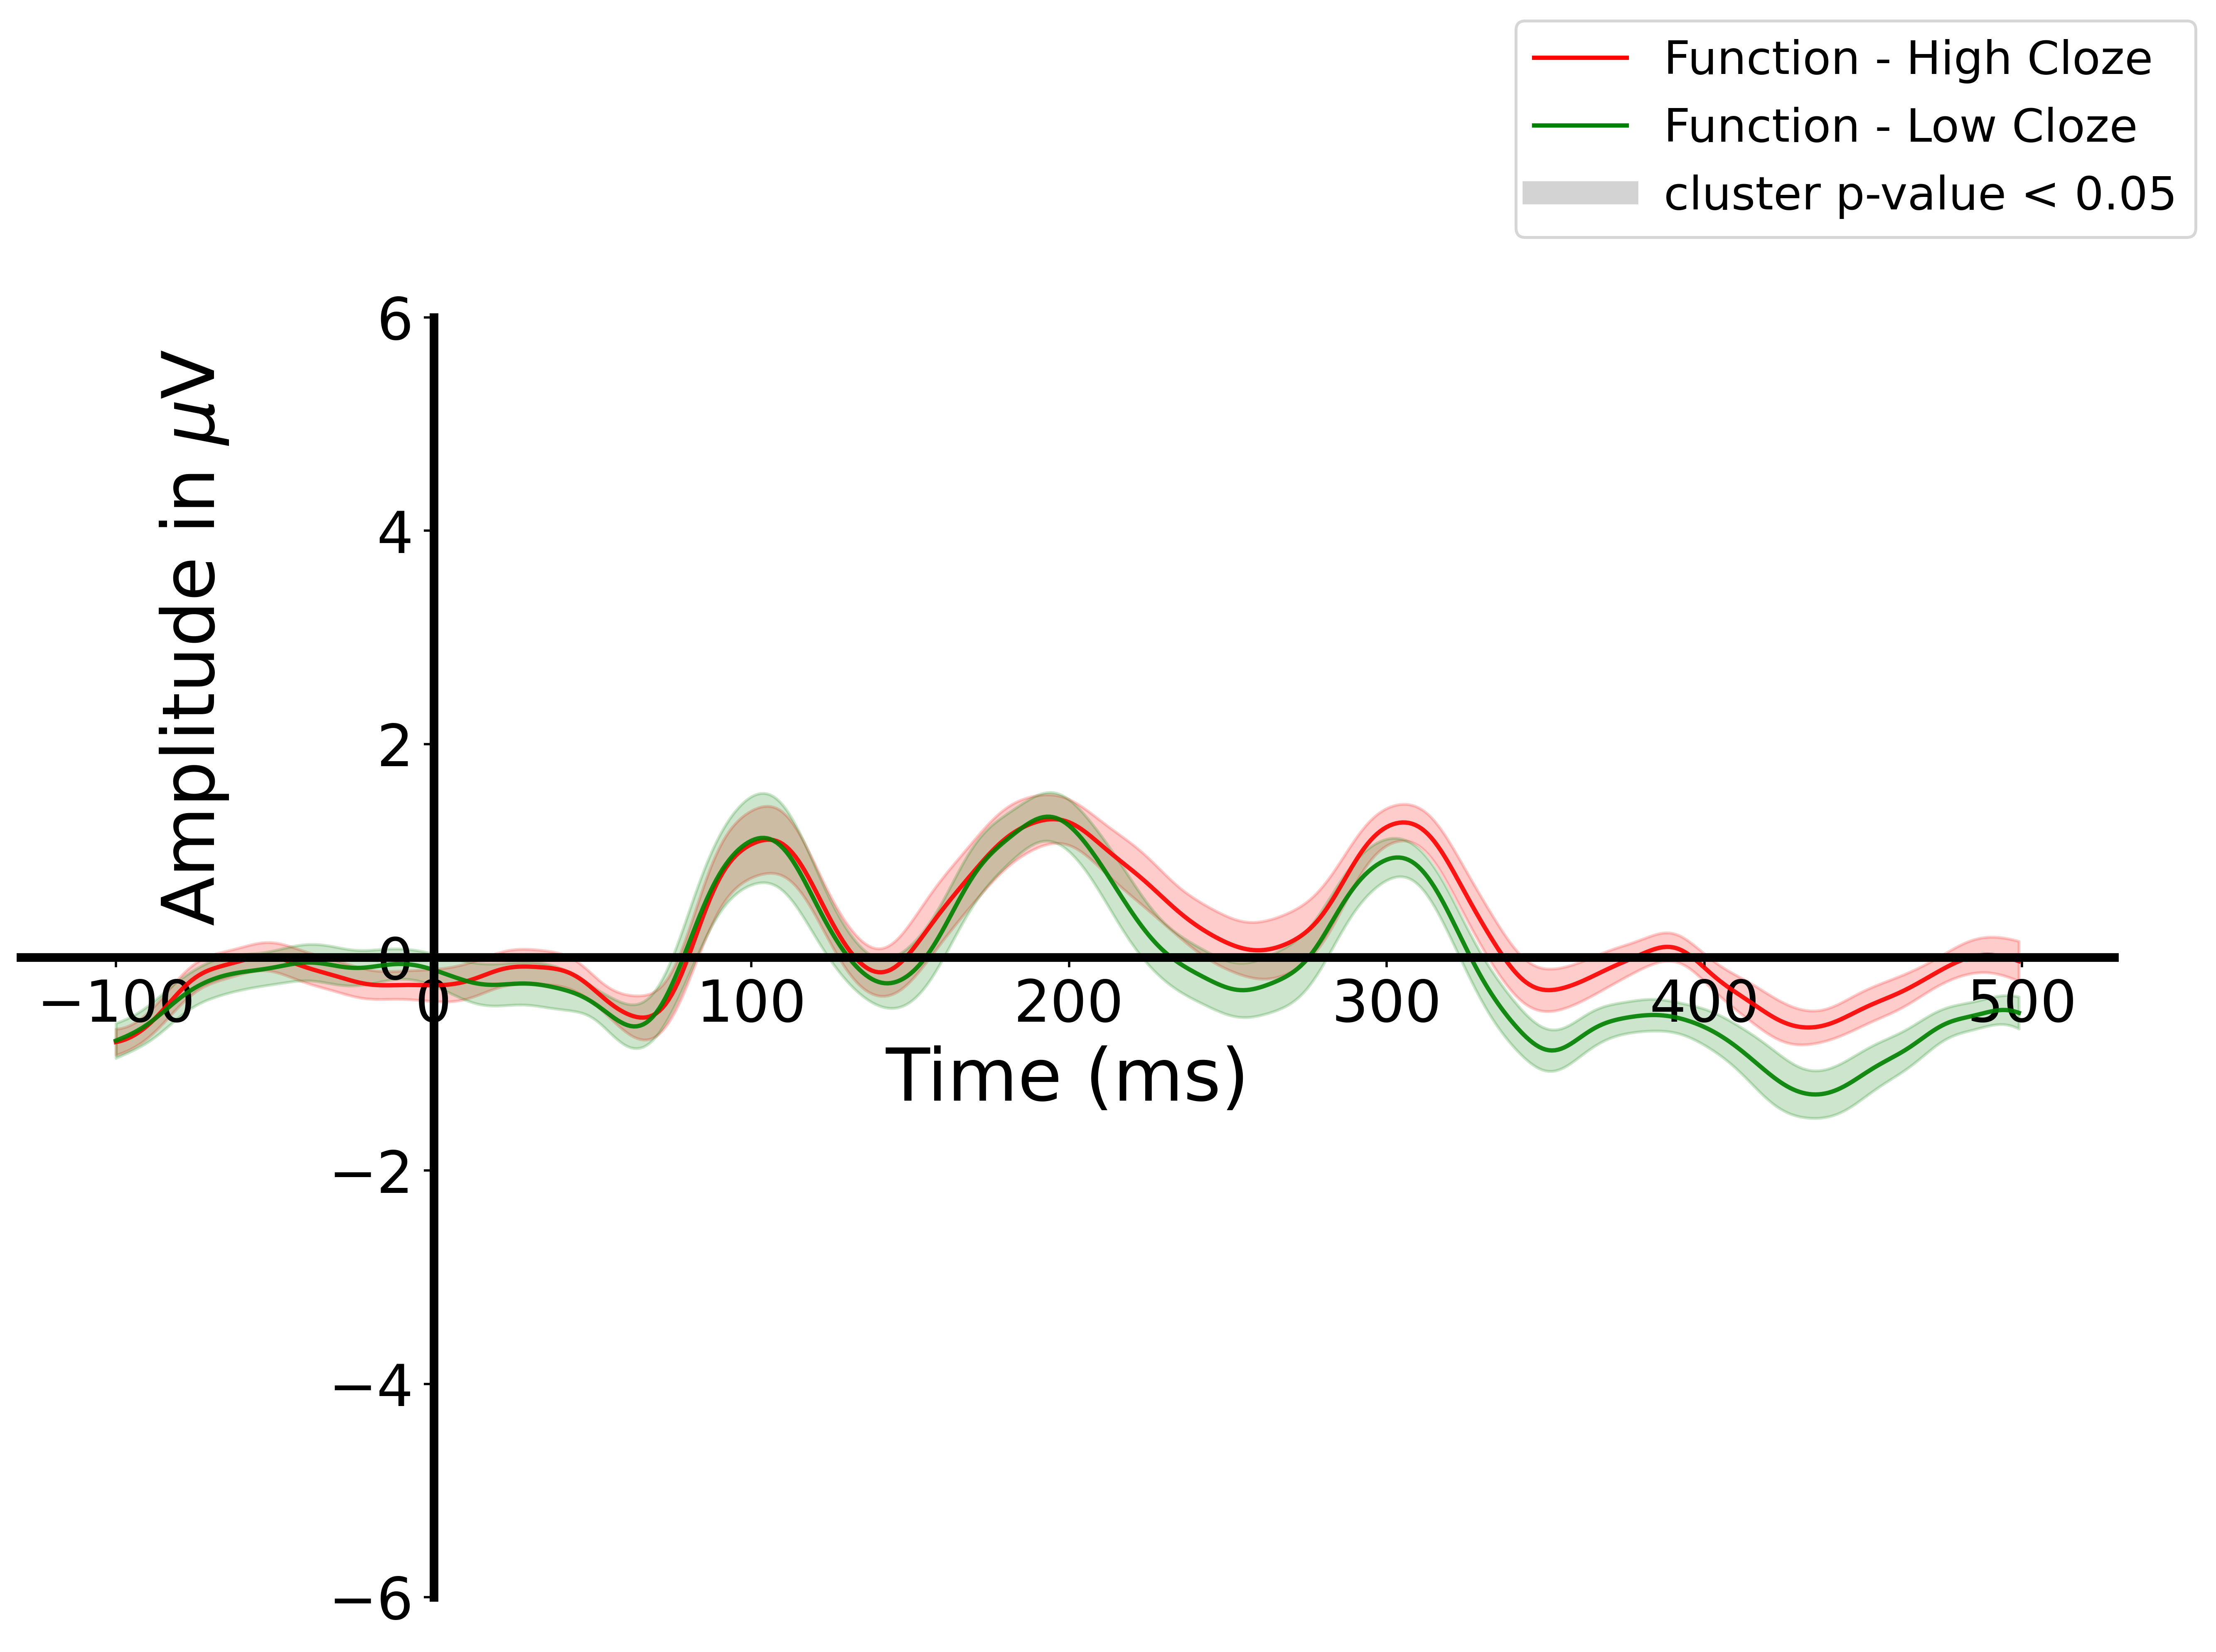 Function - High Cloze
Function - Low Cloze
cluster p-value < 0.05
6
4
2
0
−2
−4
−6
Amplitude in μV
−100 0 100 200 300 400 500
Time (ms)